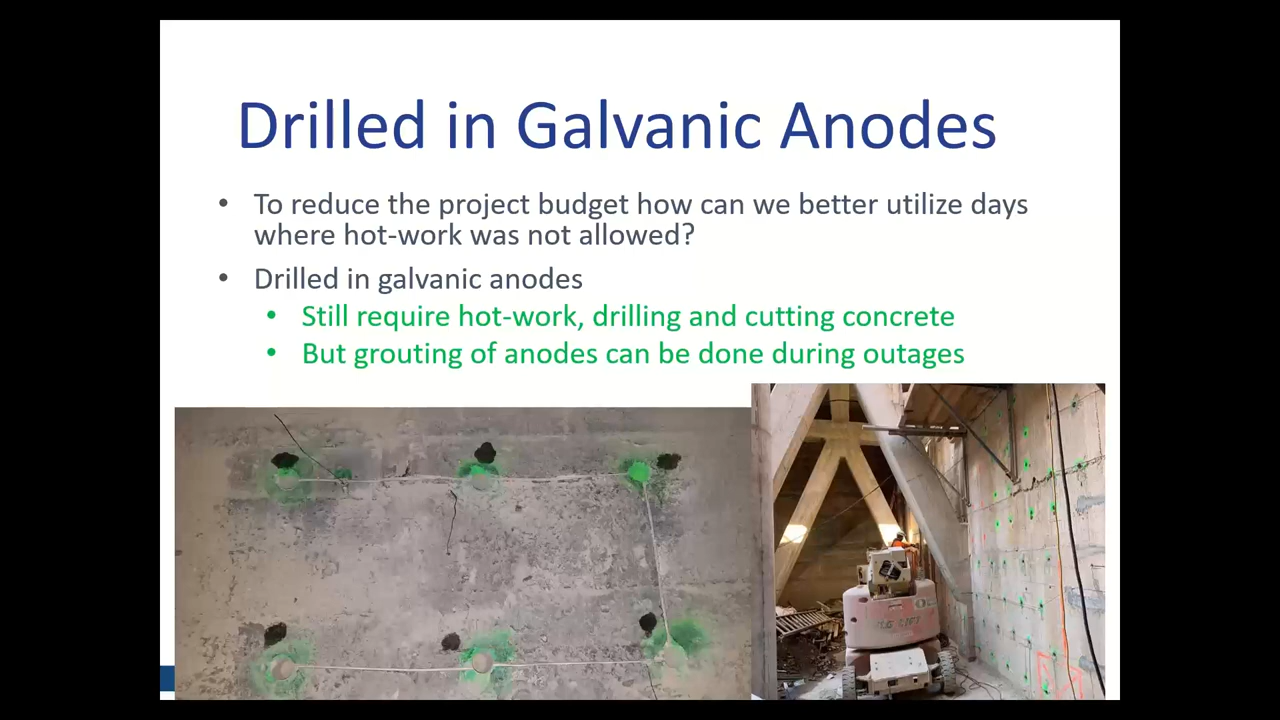 Drilled in Galvanic Anodes
• To reduce the project budget how can we better utilize days
where hot-work was not allowed?
• Drilled in galvanic anodes
• Still require hot-work, drilling and cutting concrete
• But grouting of anodes can be done during outages